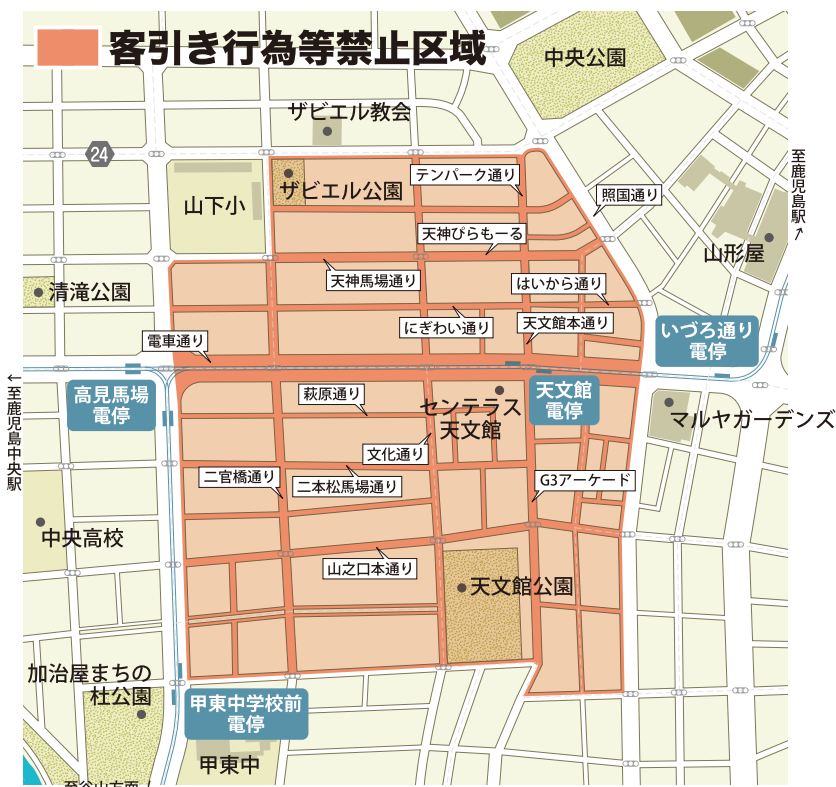 客引き行為等禁止区域
中央公園
ザビエル教会
24
至鹿児島駅→
テンパーク通り
ザビエル公園
照国通り
山下小
天神ぴらもーる
山形屋
天神馬場通り
はいから通り
清滝公園
にぎわい通り
天文館本通り
いづろ通り
電停
電車通り
←至鹿児島中央駅
高見馬場
電停
萩原通り
天文館
電停
センテラス
天文館
マルヤガーデンズ
文化通り
二官橋通り
二本松馬場通り
G3アーケード
中央高校
山之口本通り
天文館公園
加治屋まちの
杜公園
甲東中学校前
電停
甲東中